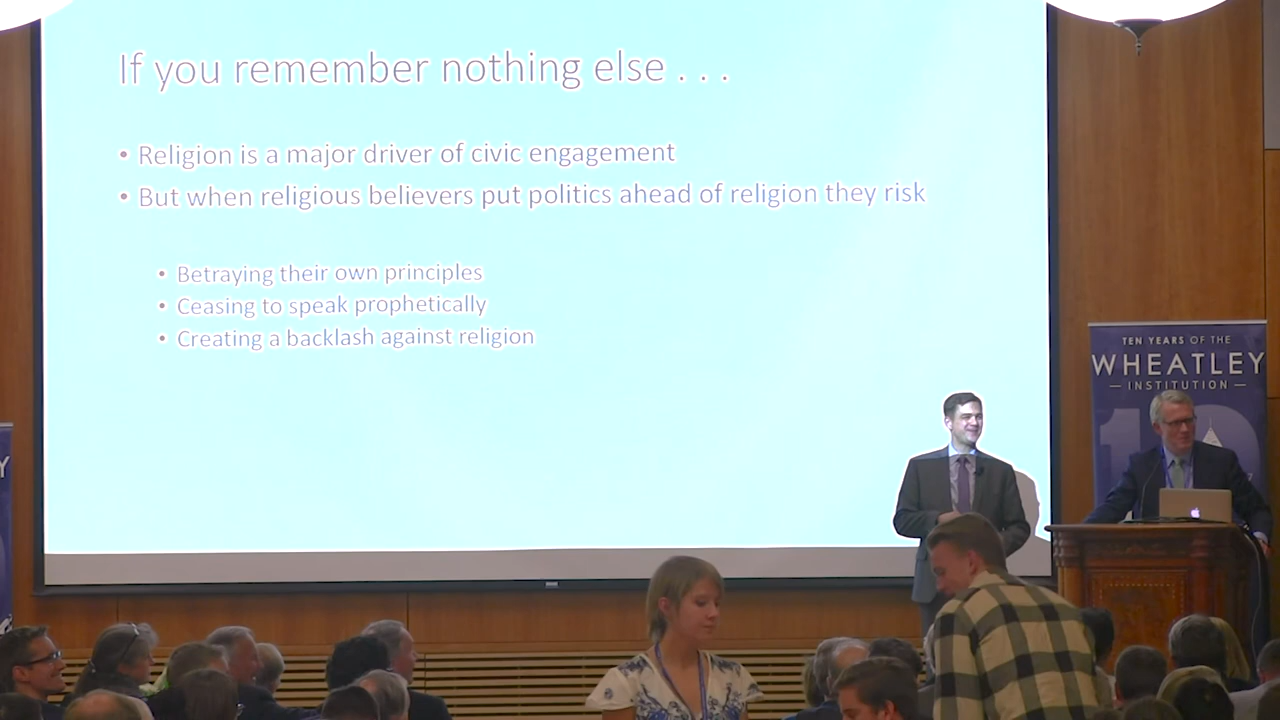 If you remember nothing else . . .
• Religion is a major driver of civic engagement
• But when religious believers put politics ahead of religion they risk
• Betraying their own principles
• Ceasing to speak prophetically
• Creating a backlash against religion
TEN YEARS OF THE
WHEATLEY
— INSTITUTION —
10
Y